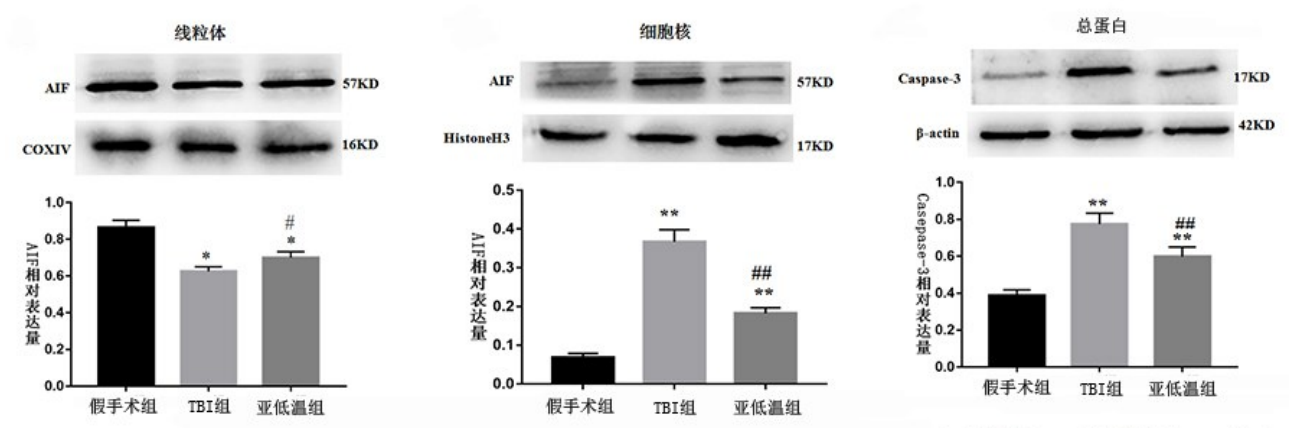 线粒体
AIF
57KD
COXIV
16KD
1.0
0.8
0.6
0.4
0.2
0.0
AIF相对表达量
*
#
*
假手术组
TBI组
亚低温组
细胞核
AIF
57KD
HistoneH3
17KD
0.5
0.4
0.3
0.2
0.1
0.0
AIF相对表达量
**
##
**
假手术组
TBI组
亚低温组
总蛋白
Caspase-3
17KD
β-actin
42KD
1.0
0.8
0.6
0.4
0.2
0.0
Casepase-3相对表达量
**
##
**
假手术组
TBI组
亚低温组